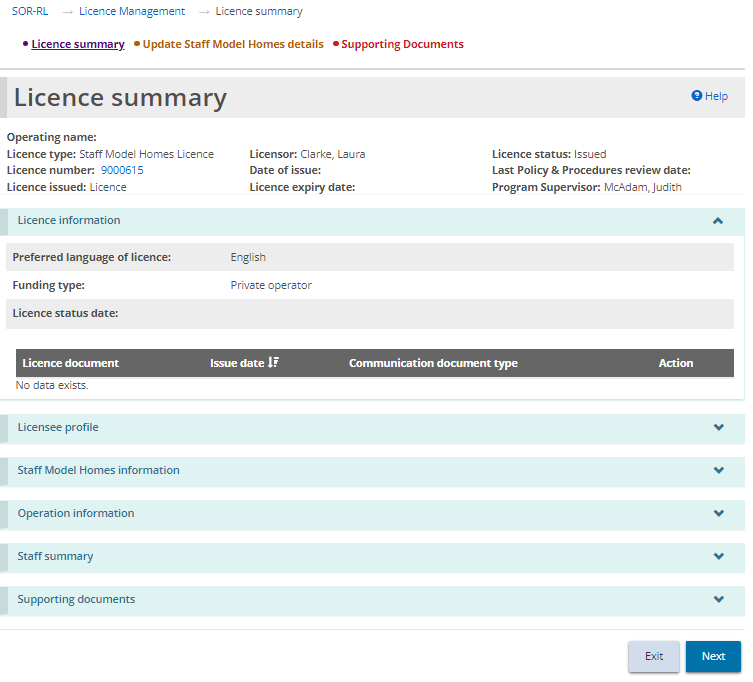 SOR-RL → Licence Management → Licence summary
• Licence summary • Update Staff Model Homes details • Supporting Documents
Licence summary
? Help
Operating name:
Licence type: Staff Model Homes Licence Licensor: Clarke, Laura Licence status: Issued
Licence number: 9000615 Date of issue: Last Policy & Procedures review date:
Licence issued: Licence Licence expiry date: Program Supervisor: McAdam, Judith
Licence information
Preferred language of licence: English
Funding type: Private operator
Licence status date:
Licence document Issue date Communication document type Action
No data exists.
Licensee profile
Staff Model Homes information
Operation information
Staff summary
Supporting documents
Exit Next